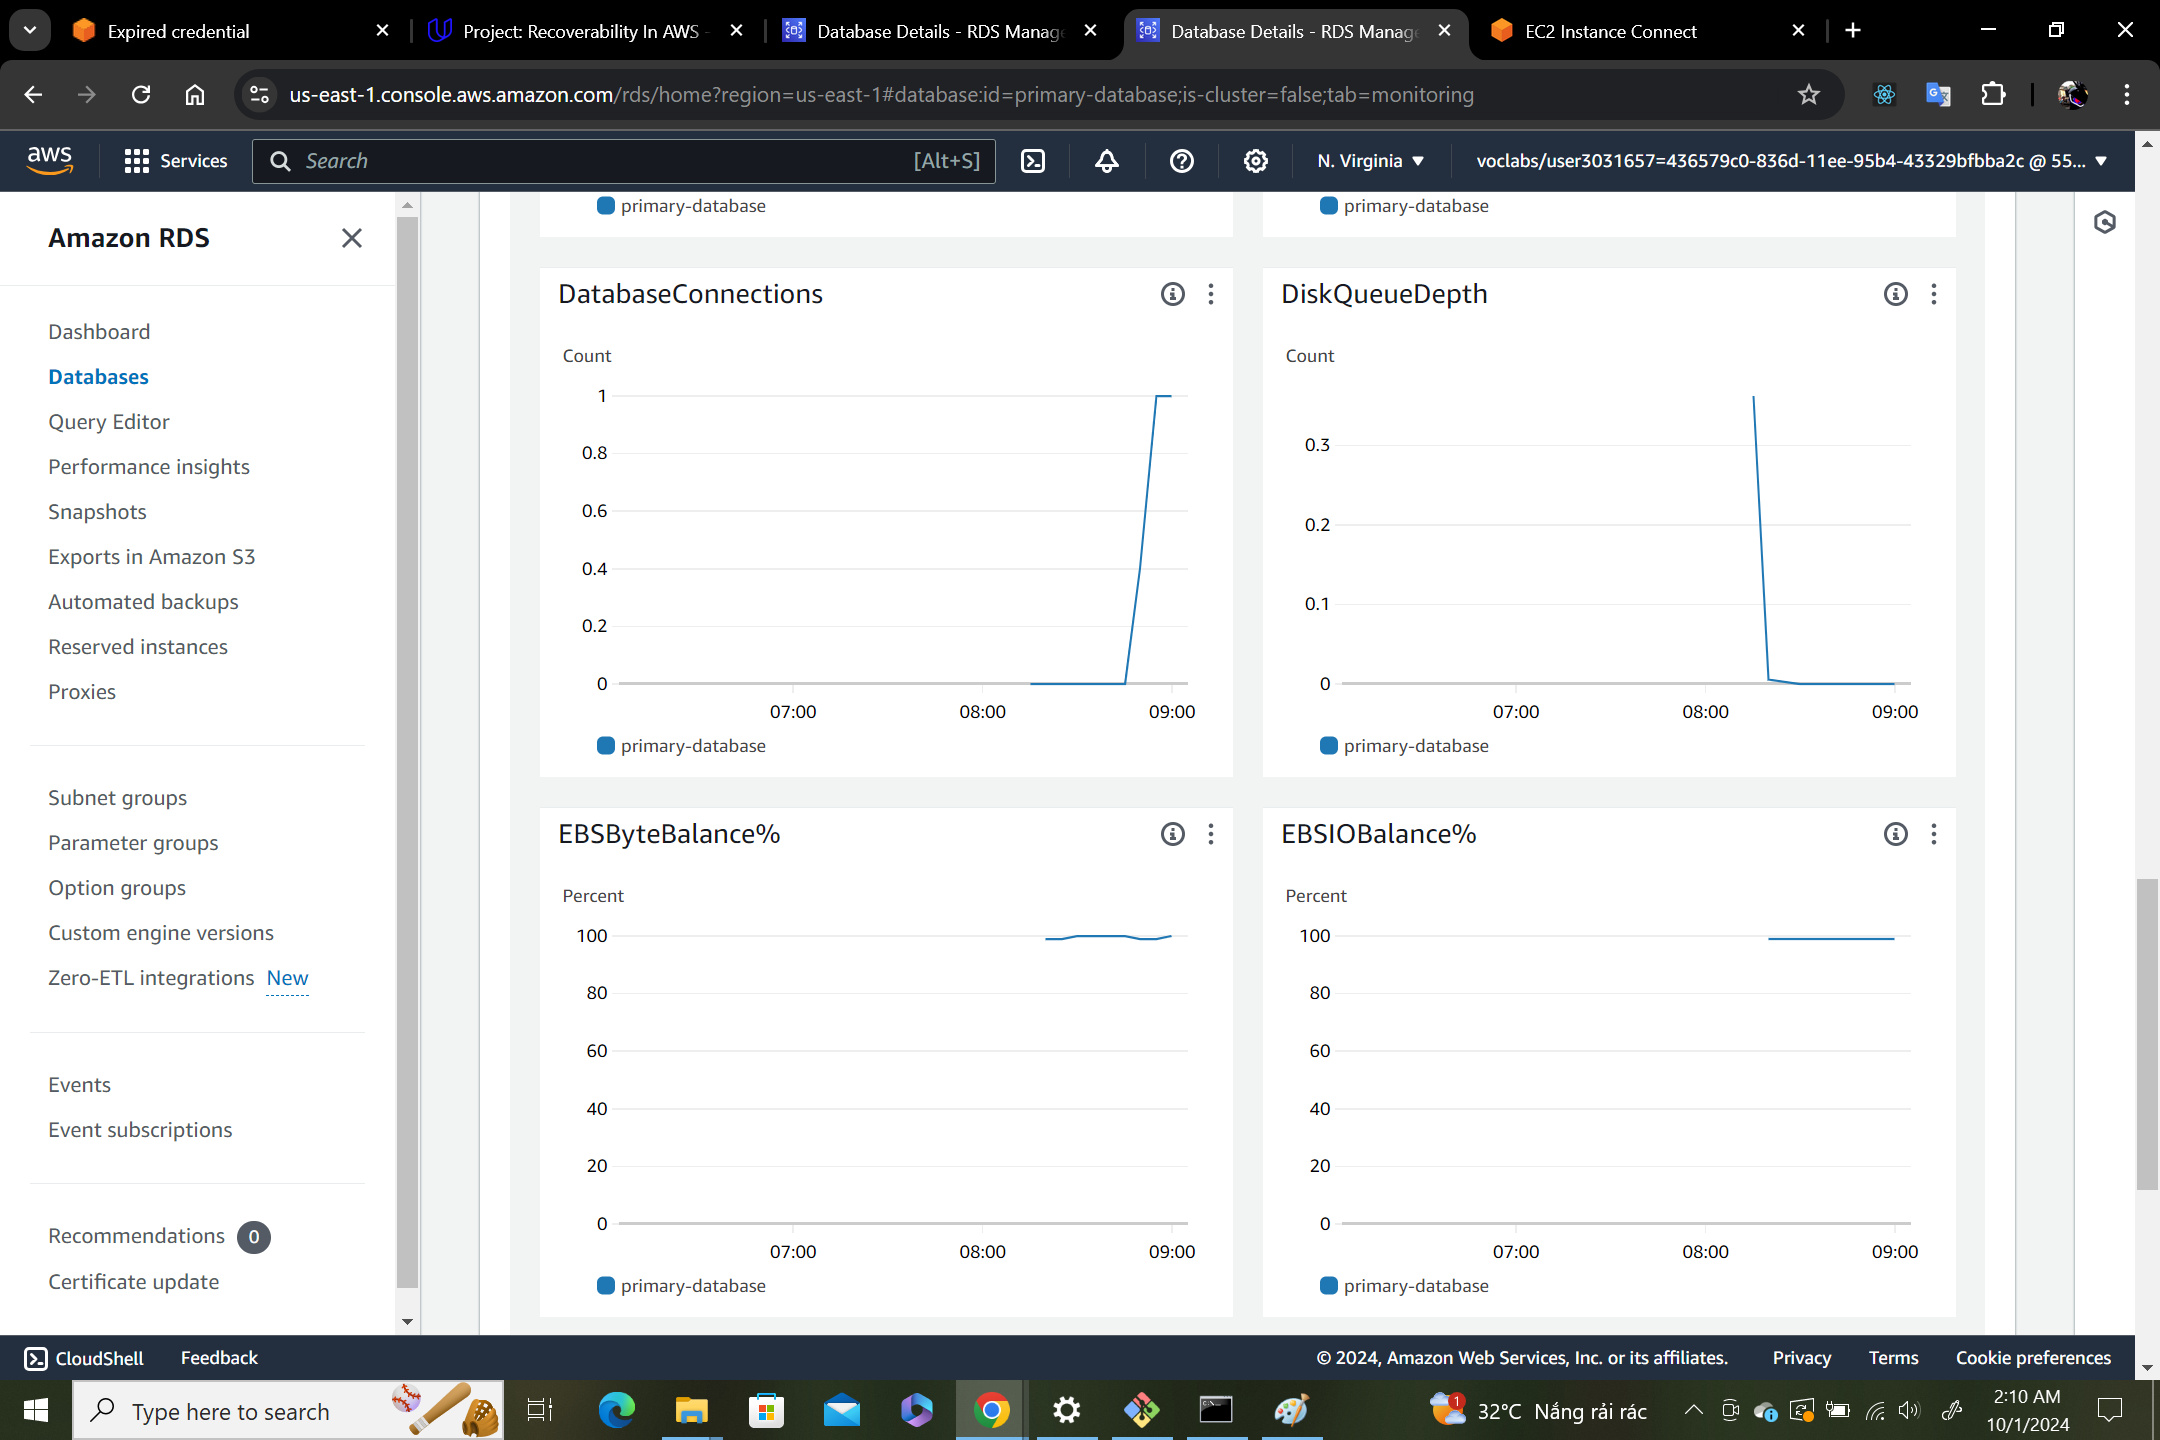 Expired credential
Project: Recoverability In AWS -
Database Details - RDS Manage
Database Details - RDS Manage
EC2 Instance Connect
us-east-1.console.aws.amazon.com/rds/home?region=us-east-1#database:id=primary-database;is-cluster=false;tab=monitoring
aws
Services
Search
[Alt+S]
N. Virginia
voclabs/user3031657=436579c0-836d-11ee-95b4-43329bfbba2c @ 55...
Amazon RDS
Dashboard
Databases
Query Editor
Performance insights
Snapshots
Exports in Amazon S3
Automated backups
Reserved instances
Proxies
Subnet groups
Parameter groups
Option groups
Custom engine versions
Zero-ETL integrations New
Events
Event subscriptions
Recommendations 0
Certificate update
primary-database
primary-database
DatabaseConnections
Count
1
0.8
0.6
0.4
0.2
0
07:00 08:00 09:00
primary-database
DiskQueueDepth
Count
0.3
0.2
0.1
0
07:00 08:00 09:00
primary-database
EBSByteBalance%
Percent
100
80
60
40
20
0
07:00 08:00 09:00
primary-database
EBSIOBalance%
Percent
100
80
60
40
20
0
07:00 08:00 09:00
primary-database
CloudShell
Feedback
© 2024, Amazon Web Services, Inc. or its affiliates.
Privacy
Terms
Cookie preferences
Type here to search
1
32°C Nắng rải rác
2:10 AM
10/1/2024